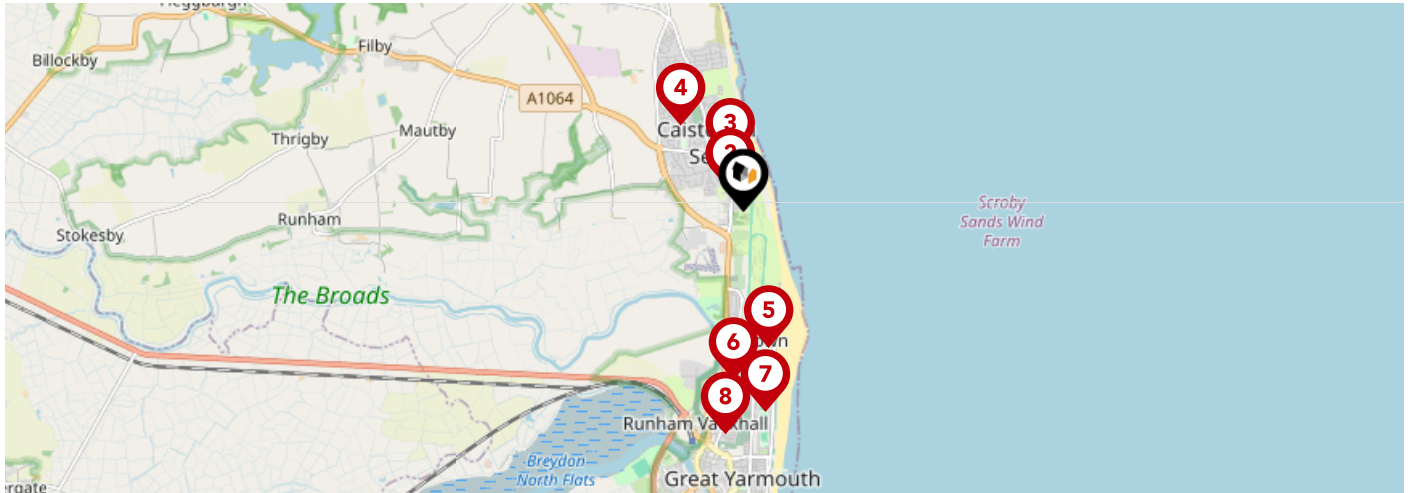 Filby
Billockby
4
A1064
3
Thrigby
Mautby
2
Scroby
Sands Wind
Farm
Runham
Stokesby
The Broads
5
6
7
8
Runham Vauxhall
Breydon
North Flats
Great Yarmouth